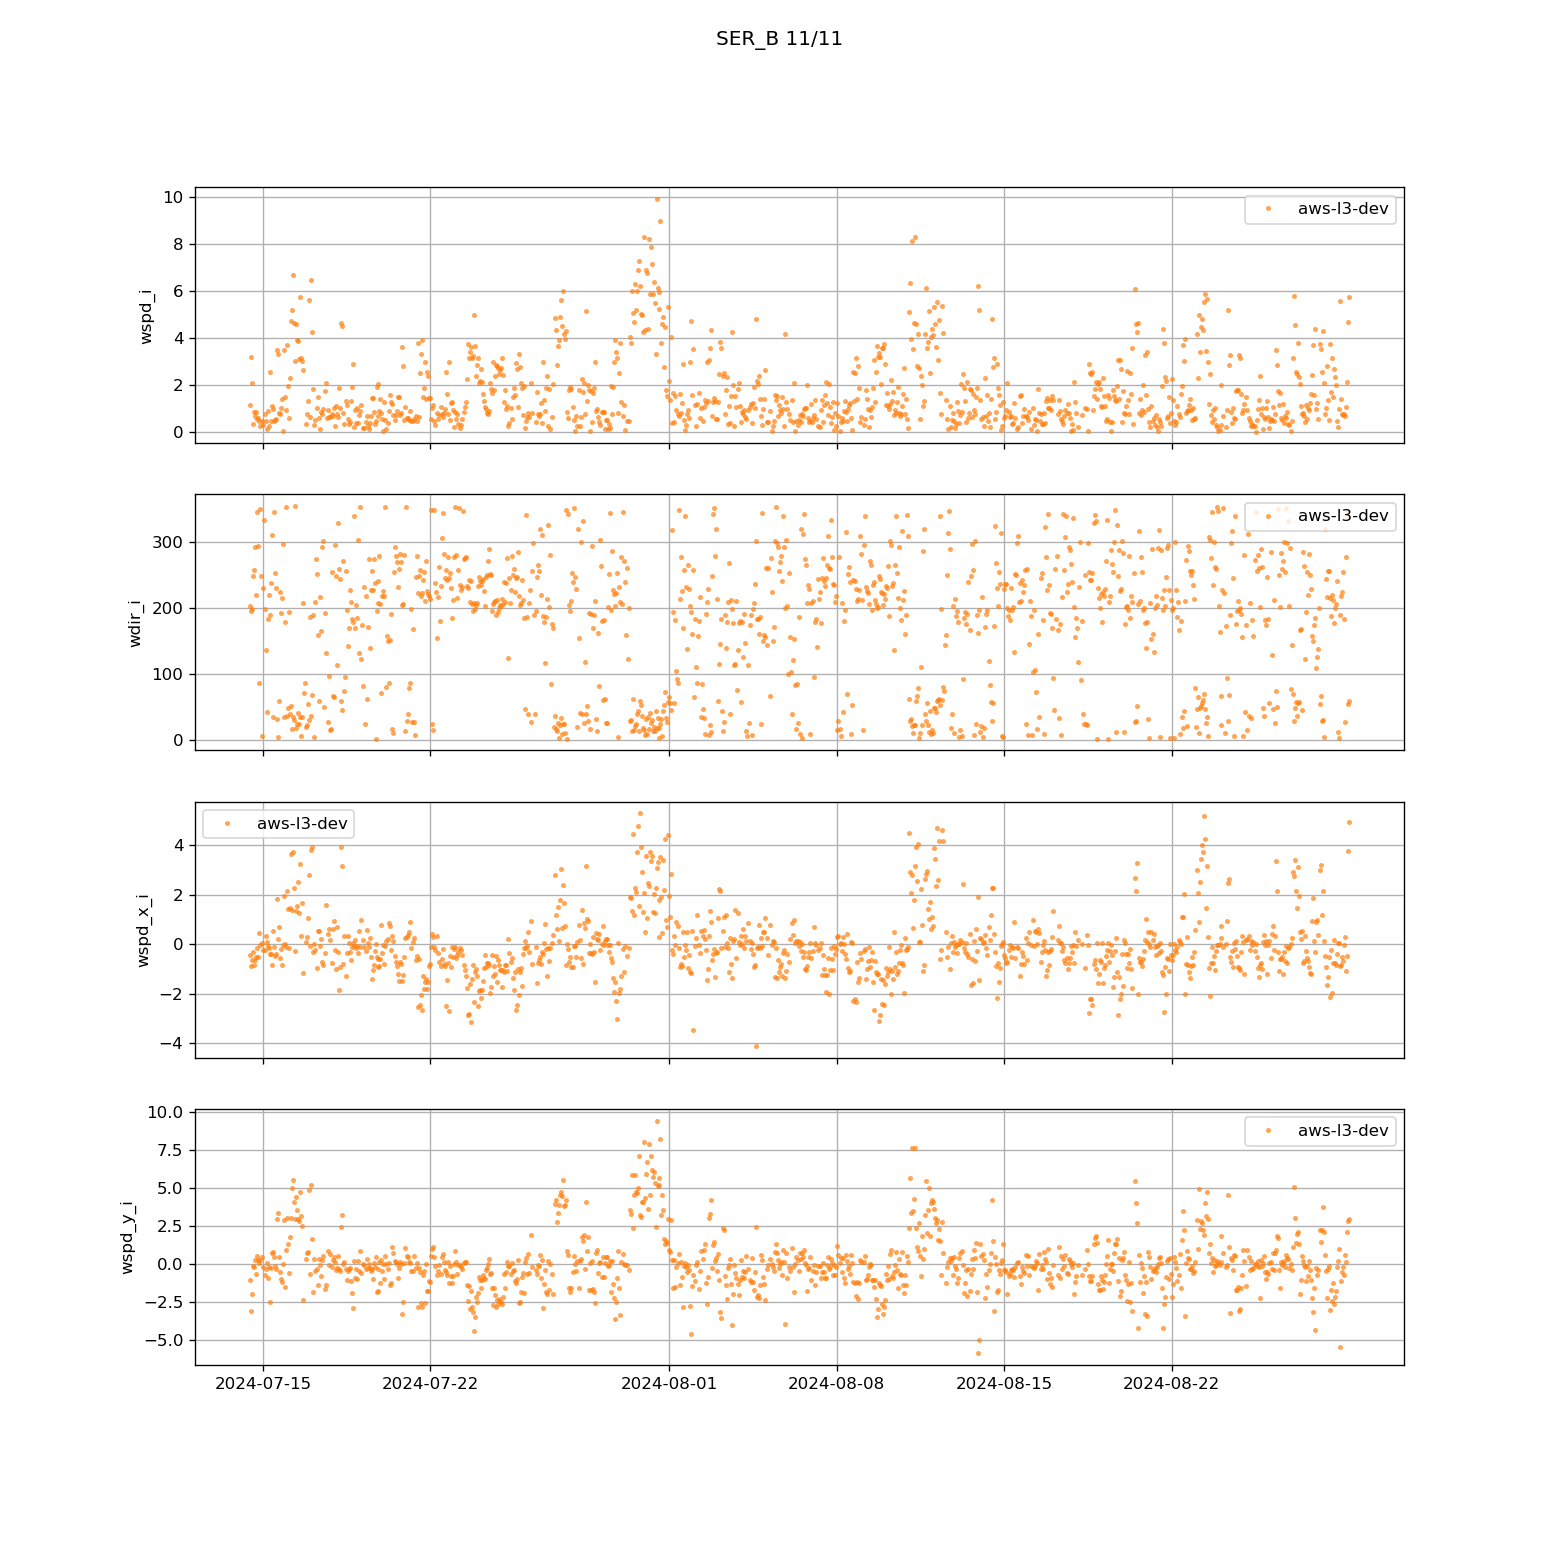 SER_B 11/11
10
8
6
4
2
0
wspd_i
aws-l3-dev
300
200
100
0
wdir_i
aws-l3-dev
4
2
0
−2
−4
wspd_x_i
aws-l3-dev
10.0
7.5
5.0
2.5
0.0
−2.5
−5.0
wspd_y_i
aws-l3-dev
2024-07-15 2024-07-22 2024-08-01 2024-08-08 2024-08-15 2024-08-22